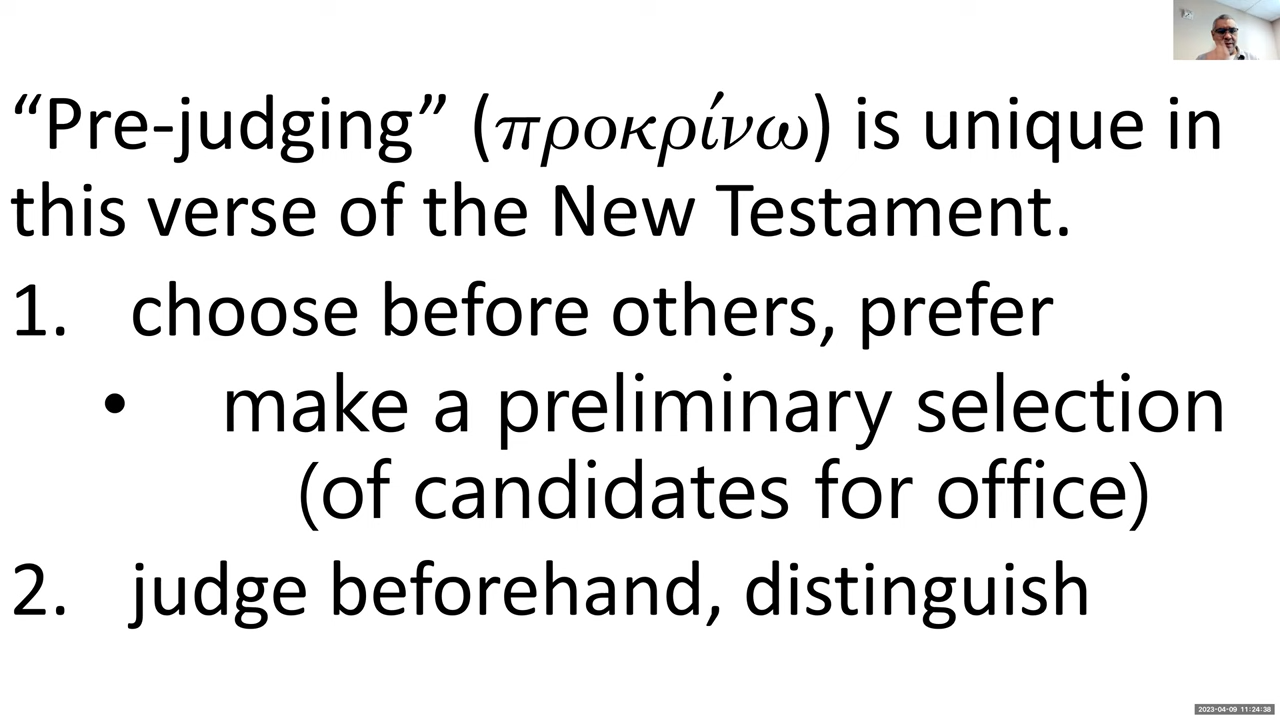 “Pre-judging” (προκρίνω) is unique in
this verse of the New Testament.
1. choose before others, prefer
• make a preliminary selection
(of candidates for office)
2. judge beforehand, distinguish
2023-04-09 11:24:38